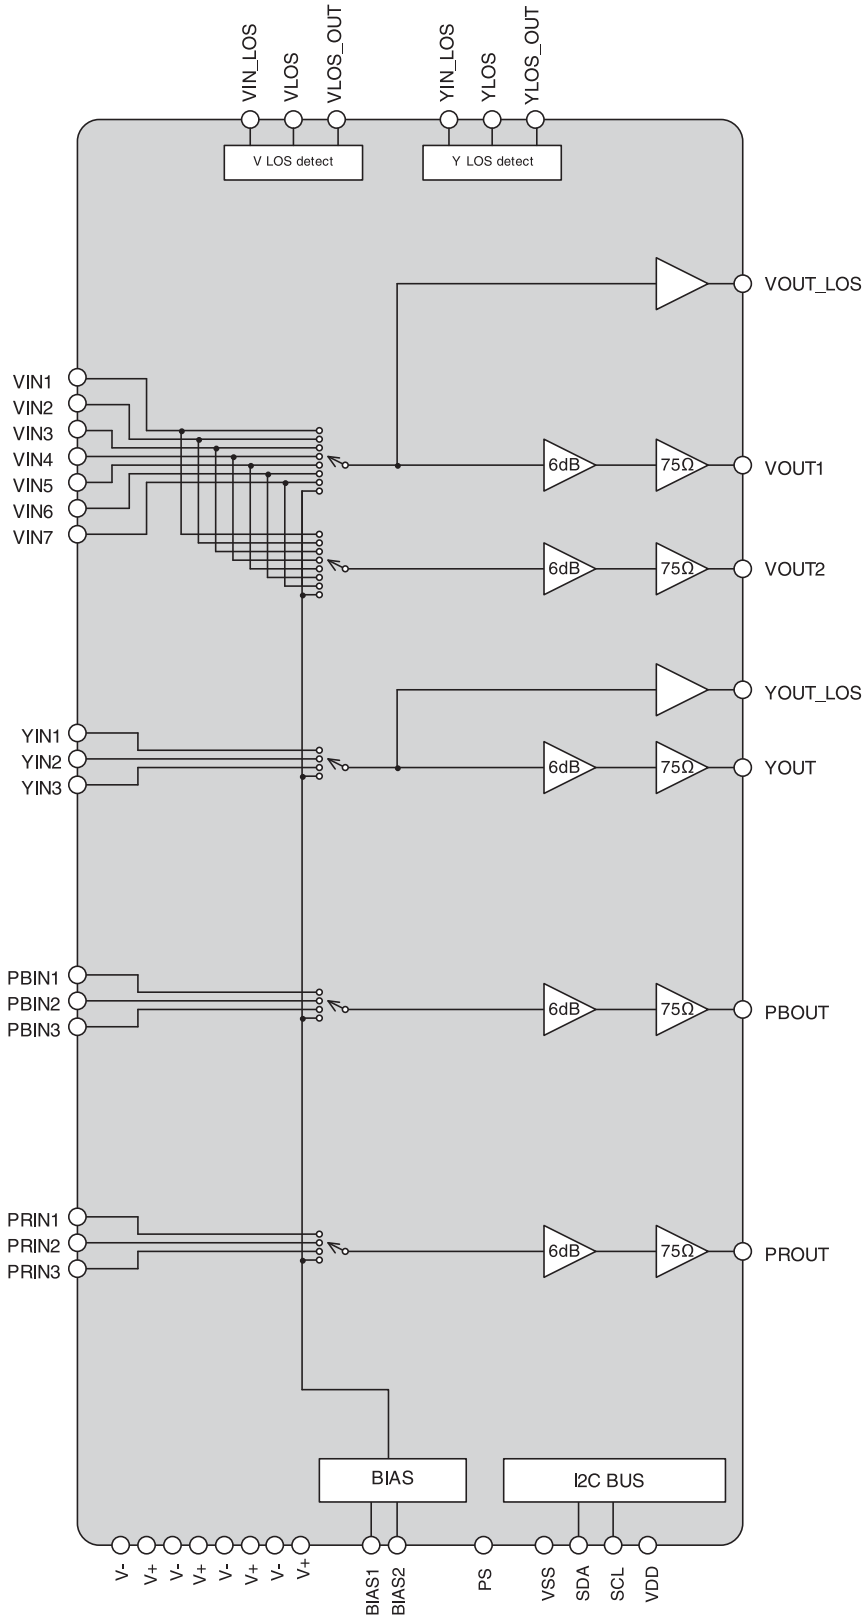 VIN_LOS
VLOS
VLOS_OUT
YIN_LOS
YLOS
YLOS_OUT
V LOS detect
Y LOS detect
VOUT_LOS
VIN1
VIN2
VIN3
VIN4
VIN5
VIN6
VIN7
6dB
75Ω
VOUT1
6dB
75Ω
VOUT2
YOUT_LOS
YIN1
YIN2
YIN3
6dB
75Ω
YOUT
PBIN1
PBIN2
PBIN3
6dB
75Ω
PBOUT
PRIN1
PRIN2
PRIN3
6dB
75Ω
PROUT
BIAS
I2C BUS
V-
V+
V-
V+
V-
V+
V-
V+
BIAS1
BIAS2
PS
VSS
SDA
SCL
VDD